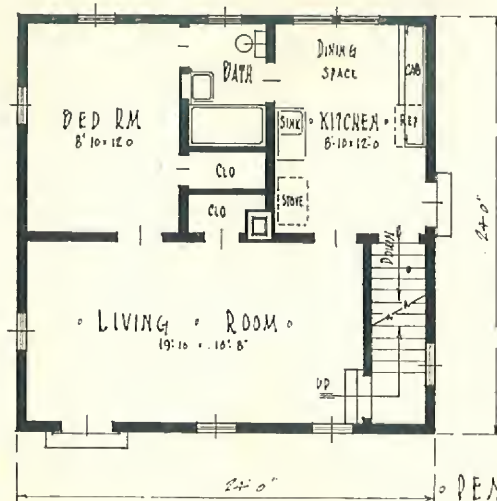 DINING
SPACE
BATH
CAB
BED RM
8'-10 × 12-0
SINK
KITCHEN
8'-10 × 12'-0
REF
CLO
CLO
STOVE
DOWN
LIVING ROOM
19'-10 × 10'-8"
UP
24'-0"
24'-0"